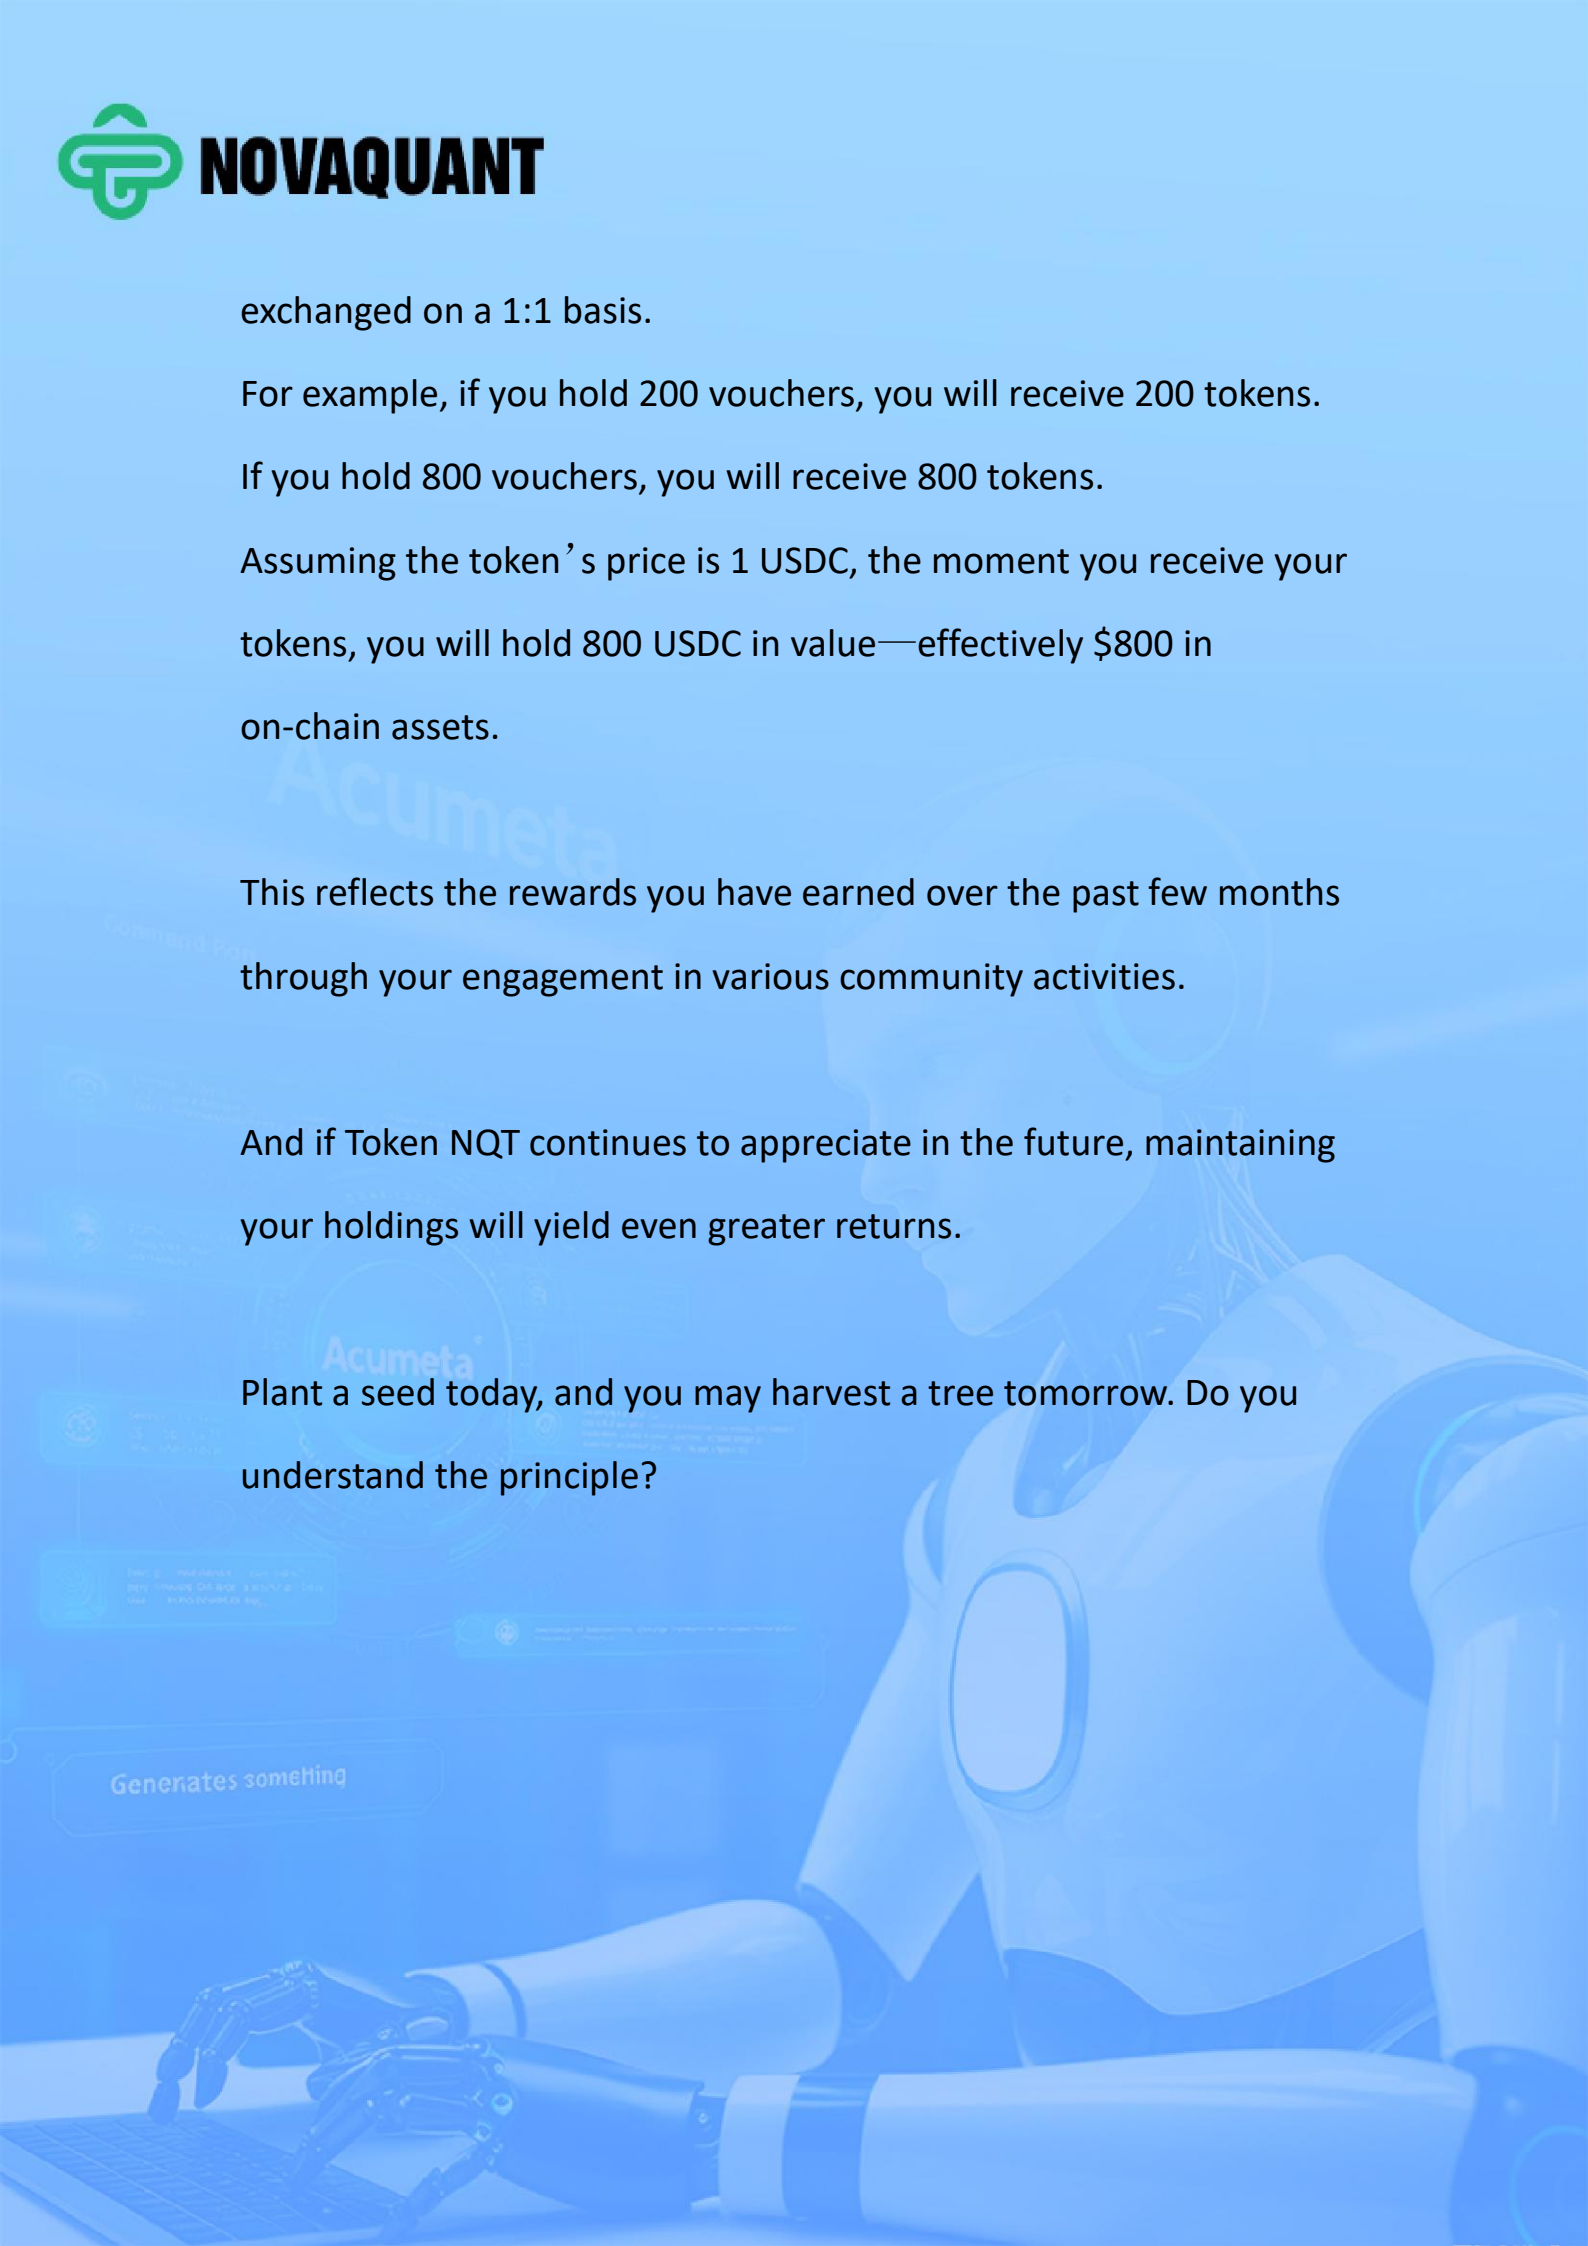 NOVAQUANT
exchanged on a 1:1 basis.
For example, if you hold 200 vouchers, you will receive 200 tokens.
If you hold 800 vouchers, you will receive 800 tokens.
Assuming the token’s price is 1 USDC, the moment you receive your
tokens, you will hold 800 USDC in value—effectively $800 in
on-chain assets.
Acumeta
This reflects the rewards you have earned over the past few months
through your engagement in various community activities.
And if Token NQT continues to appreciate in the future, maintaining
your holdings will yield even greater returns.
Acumeta
Plant a seed today, and you may harvest a tree tomorrow. Do you
understand the principle?
Generates something